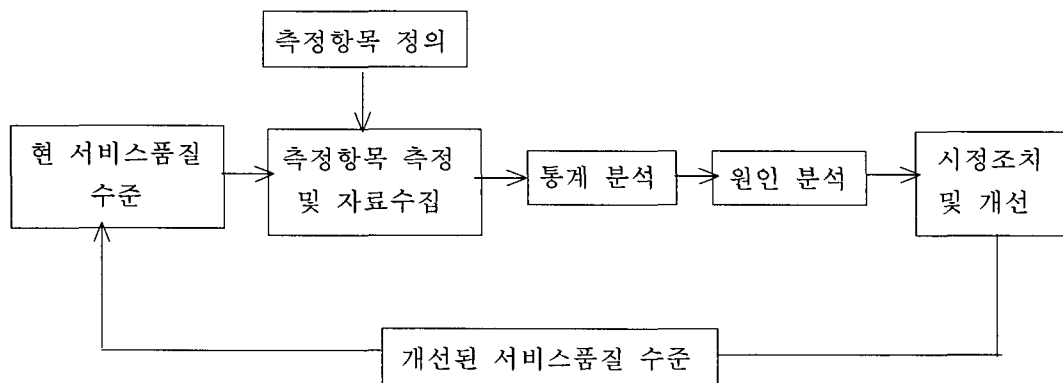 측정항목 정의
현 서비스품질
수준
측정항목 측정
및 자료수집
통계 분석
원인 분석
시정조치
및 개선
개선된 서비스품질 수준